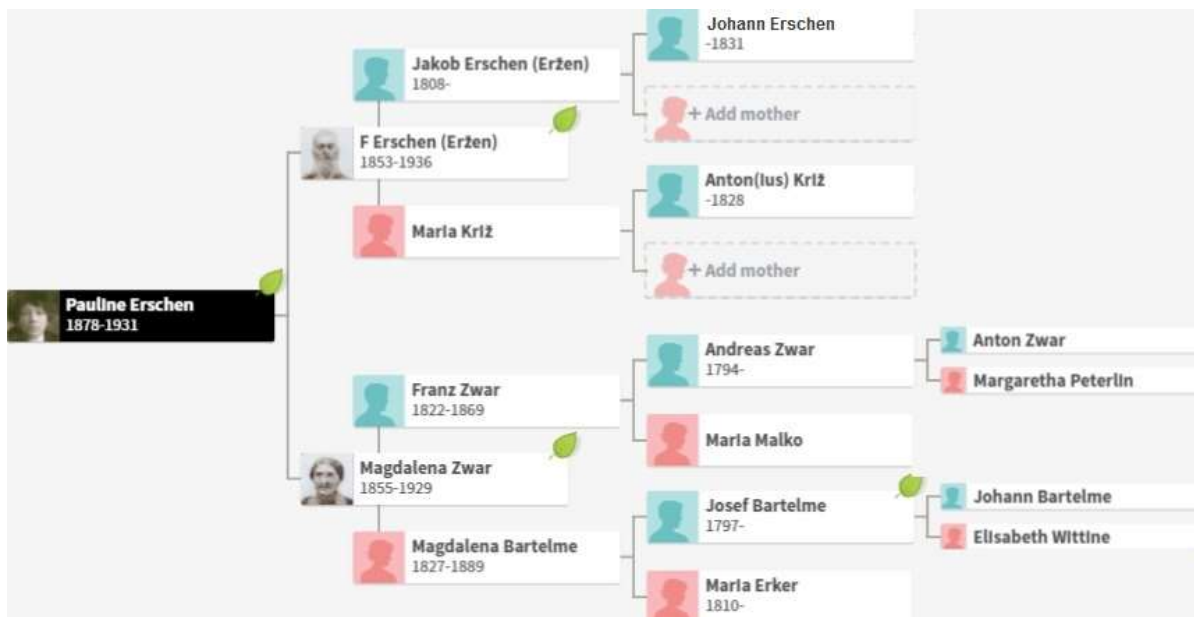 Johann Erschen
-1831
Jakob Erschen (Eržen)
1808-
+ Add mother
F Erschen (Eržen)
1853-1936
Anton(ius) Križ
-1828
Maria Križ
+ Add mother
Pauline Erschen
1878-1931
Andreas Zwar
1794-
Anton Zwar
Margaretha Peterlin
Franz Zwar
1822-1869
Maria Malko
Magdalena Zwar
1855-1929
Josef Bartelme
1797-
Johann Bartelme
Elisabeth Wittine
Magdalena Bartelme
1827-1889
Maria Erker
1810-